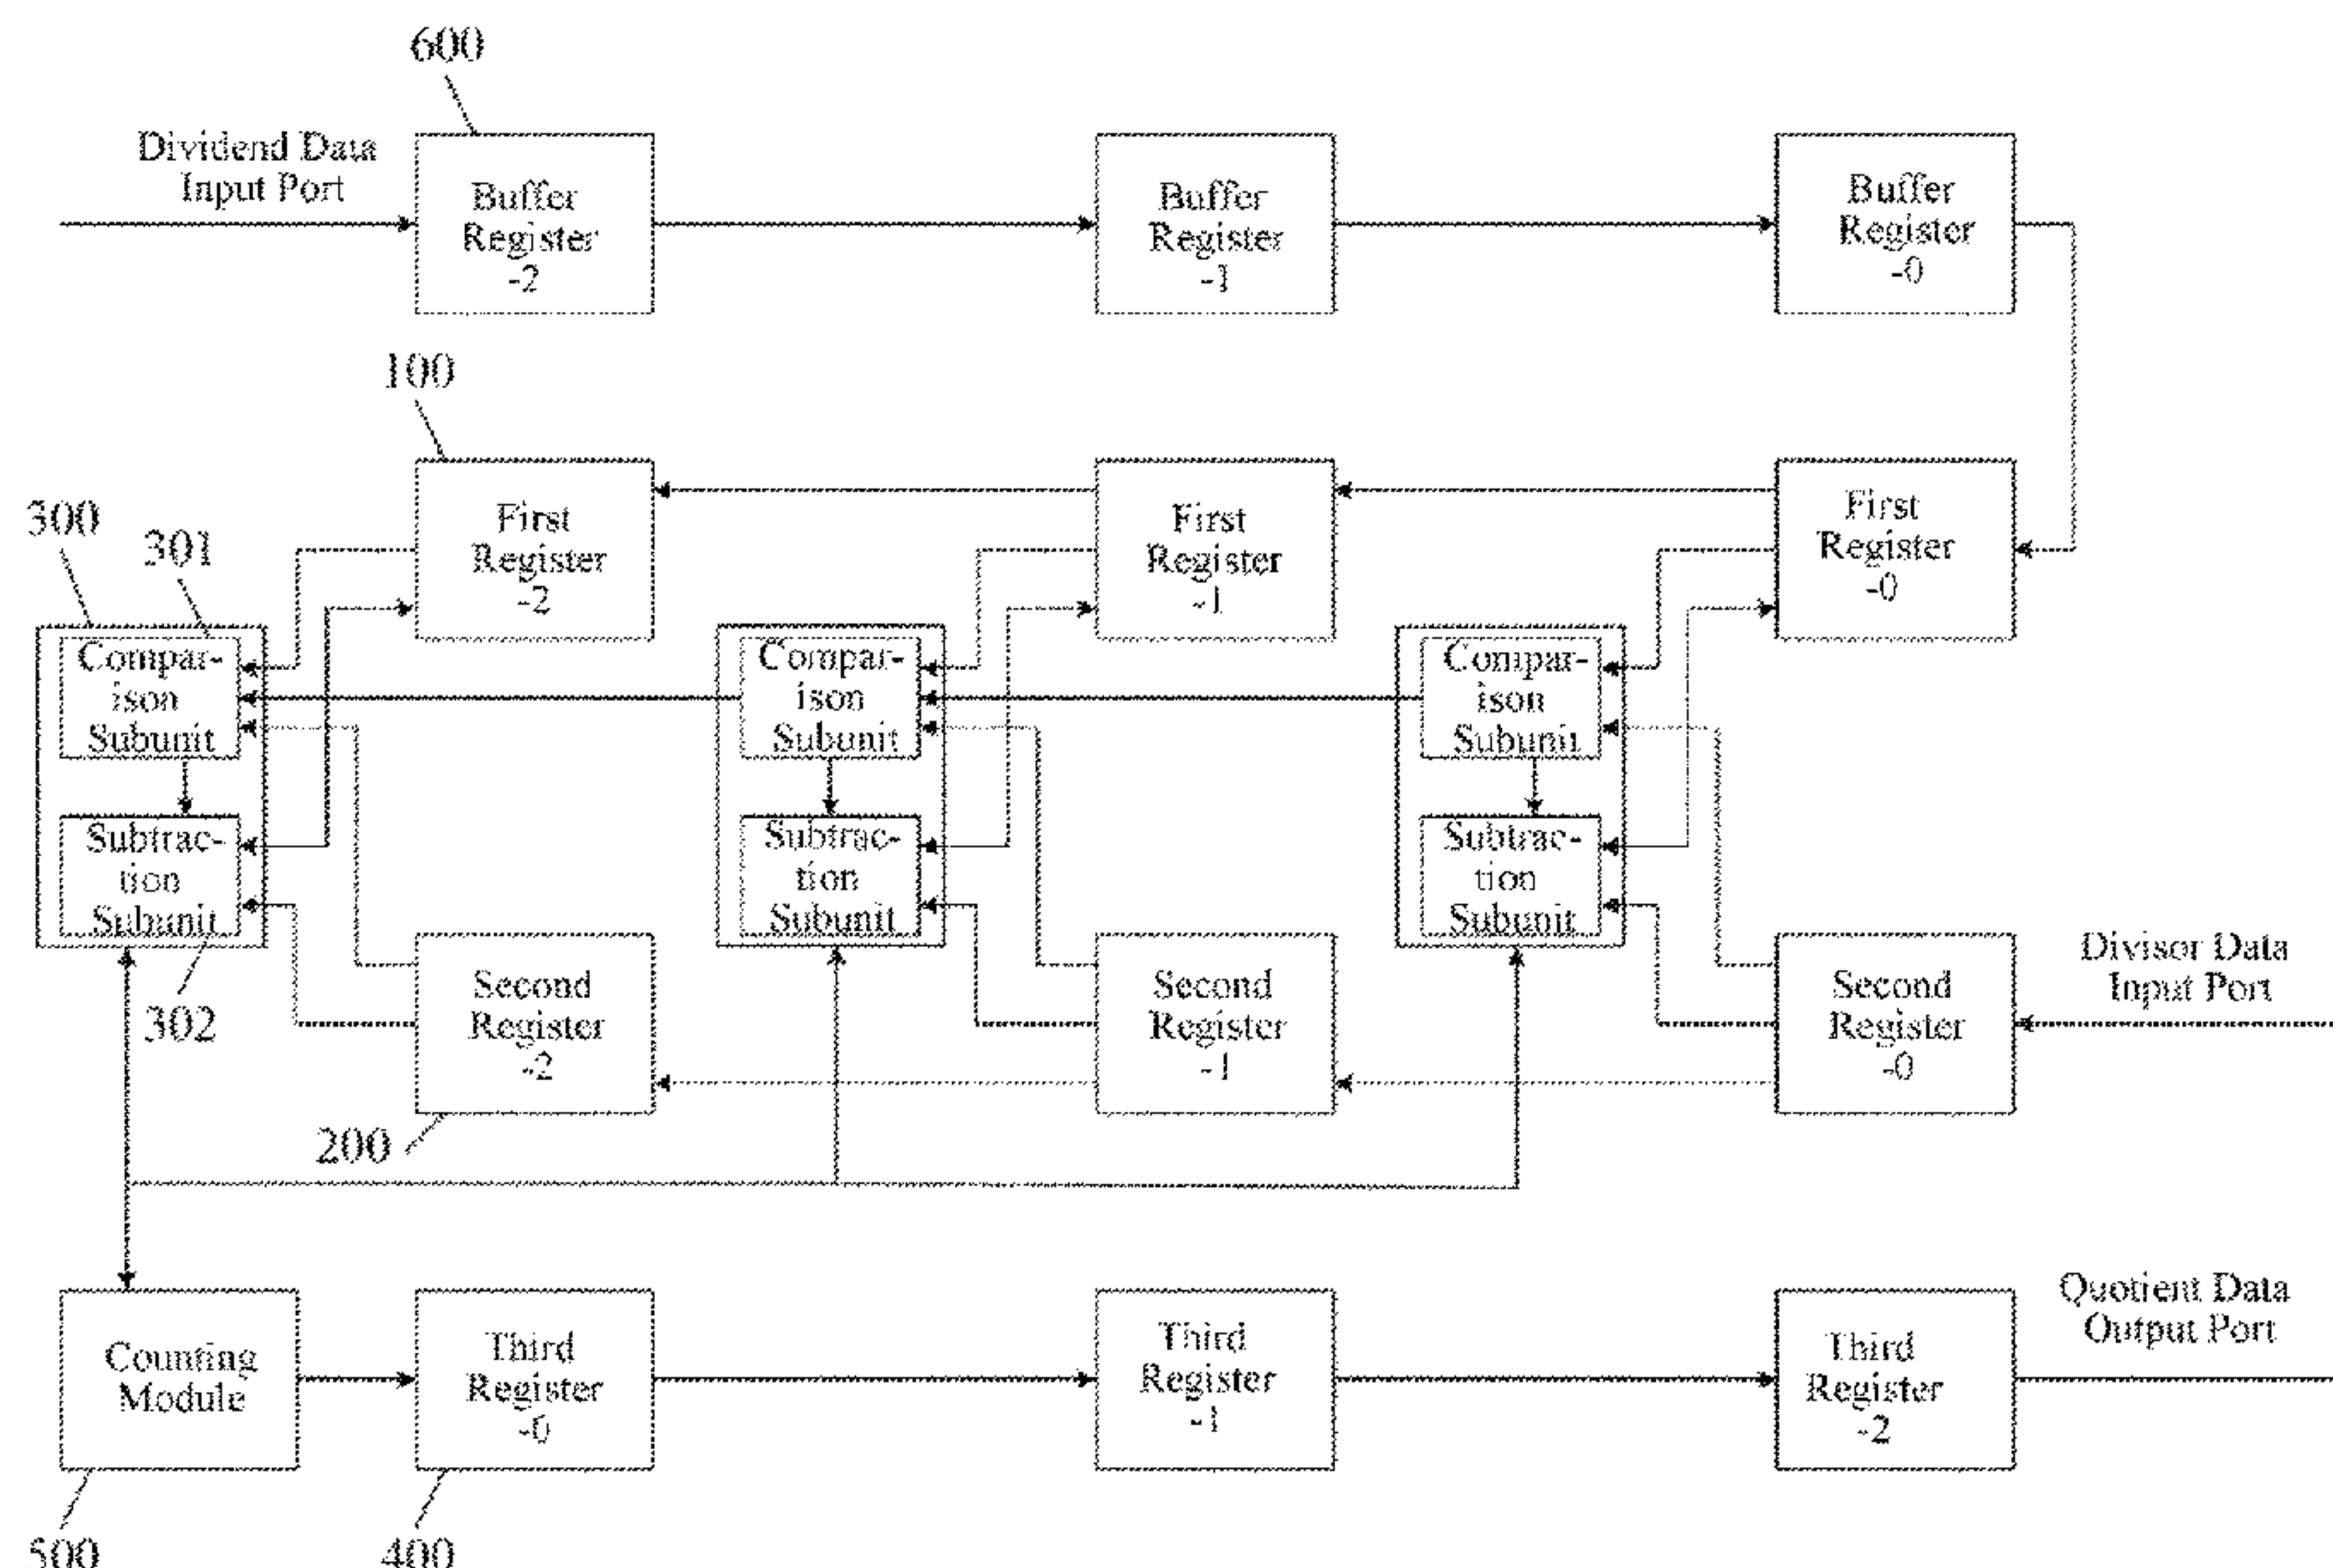 600
Dividend Data
Input Port
Buffer
Register
-2
Buffer
Register
-1
Buffer
Register
-0
100
First
Register
-2
First
Register
-1
First
Register
-0
300
301
Compar-
ison
Subunit
Compar-
ison
Subunit
Compar-
ison
Subunit
Subtrac-
tion
Subunit
Subtrac-
tion
Subunit
Subtrac-
tion
Subunit
302
Second
Register
-2
Second
Register
-1
Second
Register
-0
Divisor Data
Input Port
200
Counting
Module
Third
Register
-0
Third
Register
-1
Third
Register
-2
Quotient Data
Output Port
500
400